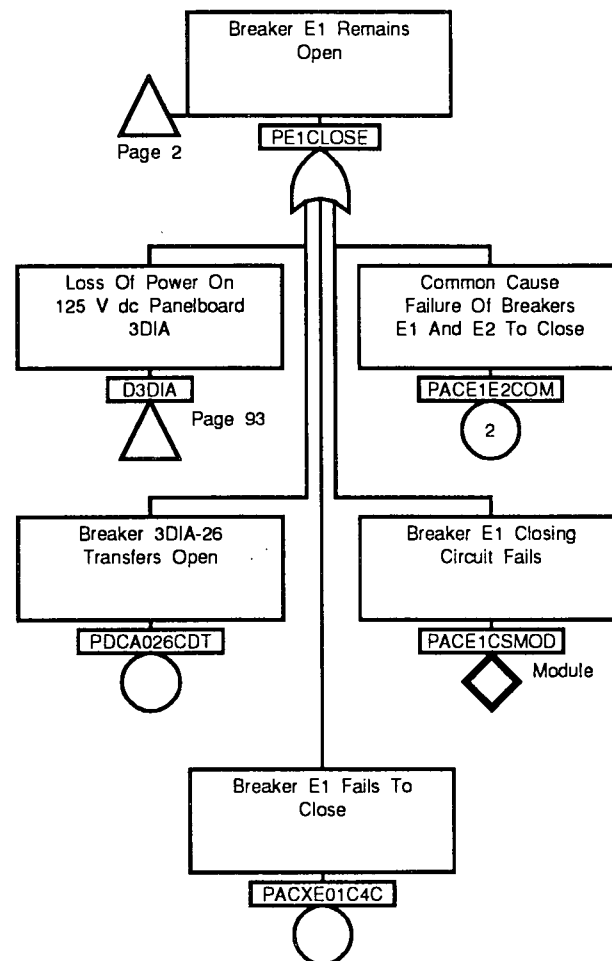 Breaker E1 Remains
Open
Page 2
PE1CLOSE
Loss Of Power On
125 V dc Panelboard
3DIA
D3DIA
Page 93
Common Cause
Failure Of Breakers
E1 And E2 To Close
PACE1E2COM
2
Breaker 3DIA-26
Transfers Open
PDCA026CDT
Breaker E1 Closing
Circuit Fails
PACE1CSMOD
Module
Breaker E1 Fails To
Close
PACXE01C4C